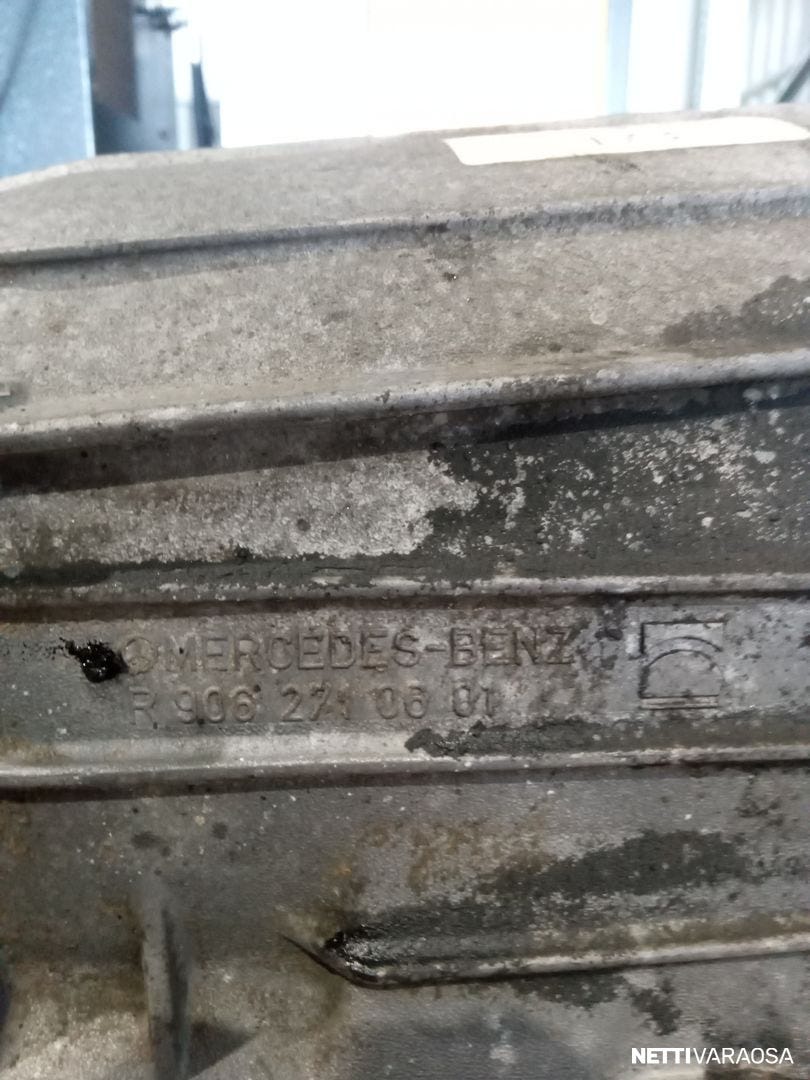 MERCEDES-BENZ
R 906 271 06 01
NETTIVARAOSA